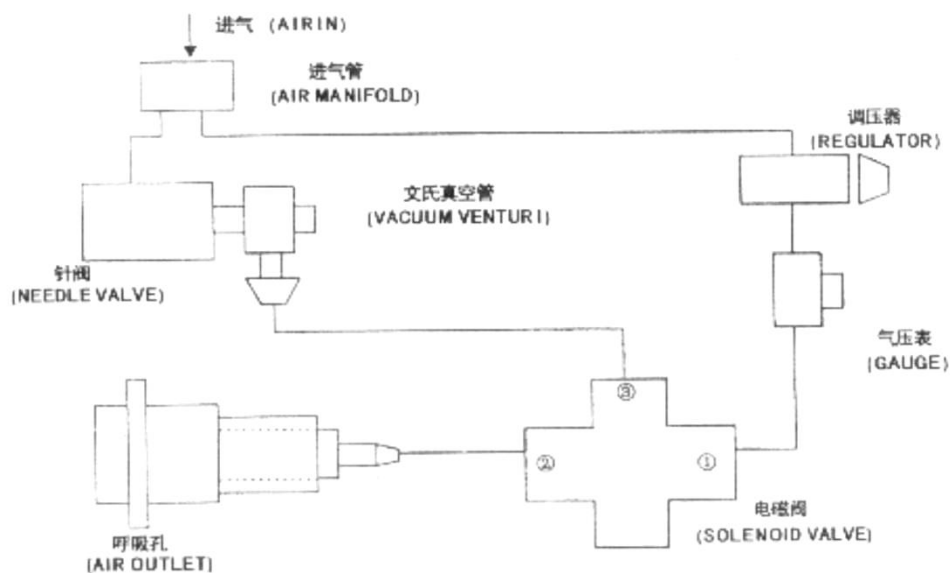 进气 (AIRIN)
进气管
(AIR MANIFOLD)
调压器
(REGULATOR)
文氏真空管
(VACUUM VENTURI)
针阀
(NEEDLE VALVE)
气压表
(GAUGE)
③
②
①
电磁阀
(SOLENOID VALVE)
呼吸孔
(AIR OUTLET)